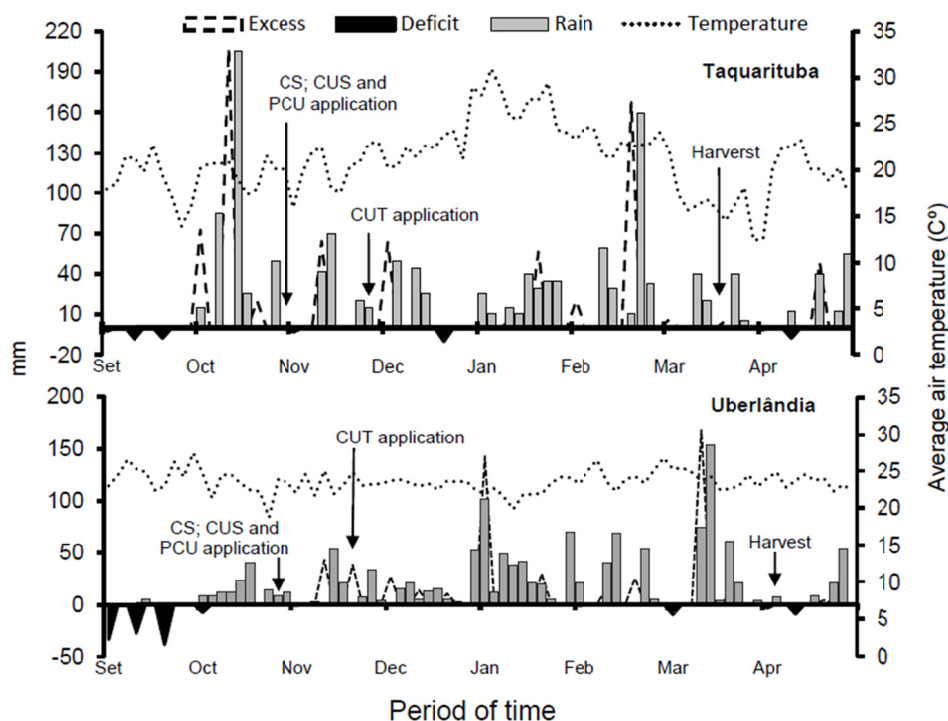 Excess Deficit Rain Temperature
220
190
160
130
100
70
40
10
-20
35
30
25
20
15
10
5
0
Taquarituba
CS; CUS and
PCU application
CUT application
Harverst
Set Oct Nov Dec Jan Feb Mar Apr
mm
Average air temperature (Cº)
200
150
100
50
0
-50
35
30
25
20
15
10
5
0
Uberlândia
CUT application
CS; CUS and
PCU application
Harvest
Set Oct Nov Dec Jan Feb Mar Apr
Period of time